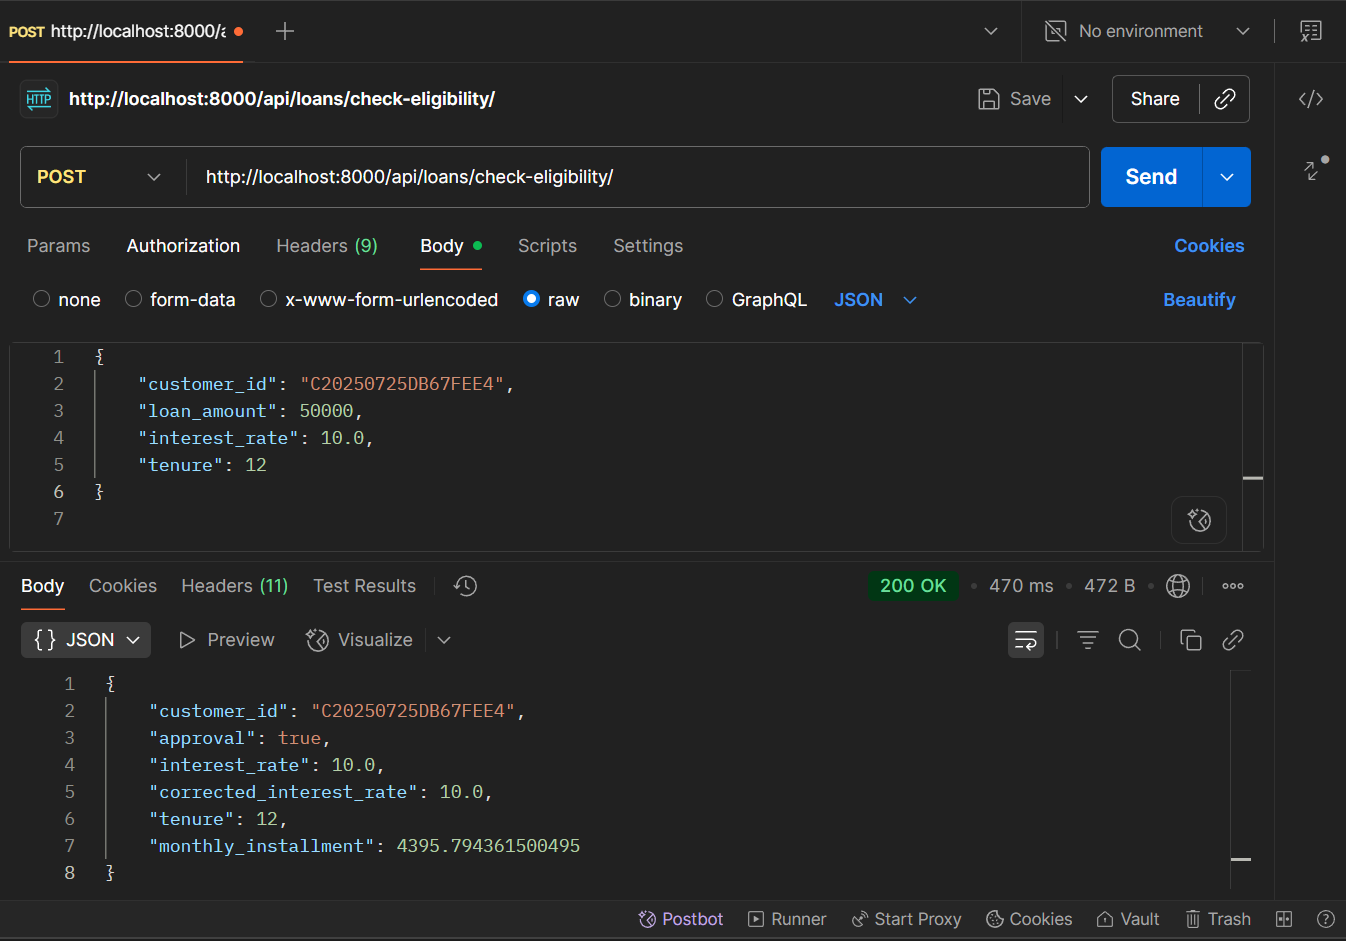 POST http://localhost:8000/a
No environment
HTTP http://localhost:8000/api/loans/check-eligibility/
Save
Share
POST http://localhost:8000/api/loans/check-eligibility/
Send
Params Authorization Headers (9) Body Scripts Settings Cookies
none form-data x-www-form-urlencoded raw binary GraphQL JSON Beautify
1 {
2 "customer_id": "C20250725DB67FEE4",
3 "loan_amount": 50000,
4 "interest_rate": 10.0,
5 "tenure": 12
6 }
7
Body Cookies Headers (11) Test Results 200 OK • 470 ms • 472 B •
{} JSON Preview Visualize
1 {
2 "customer_id": "C20250725DB67FEE4",
3 "approval": true,
4 "interest_rate": 10.0,
5 "corrected_interest_rate": 10.0,
6 "tenure": 12,
7 "monthly_installment": 4395.794361500495
8 }
Postbot Runner Start Proxy Cookies Vault Trash